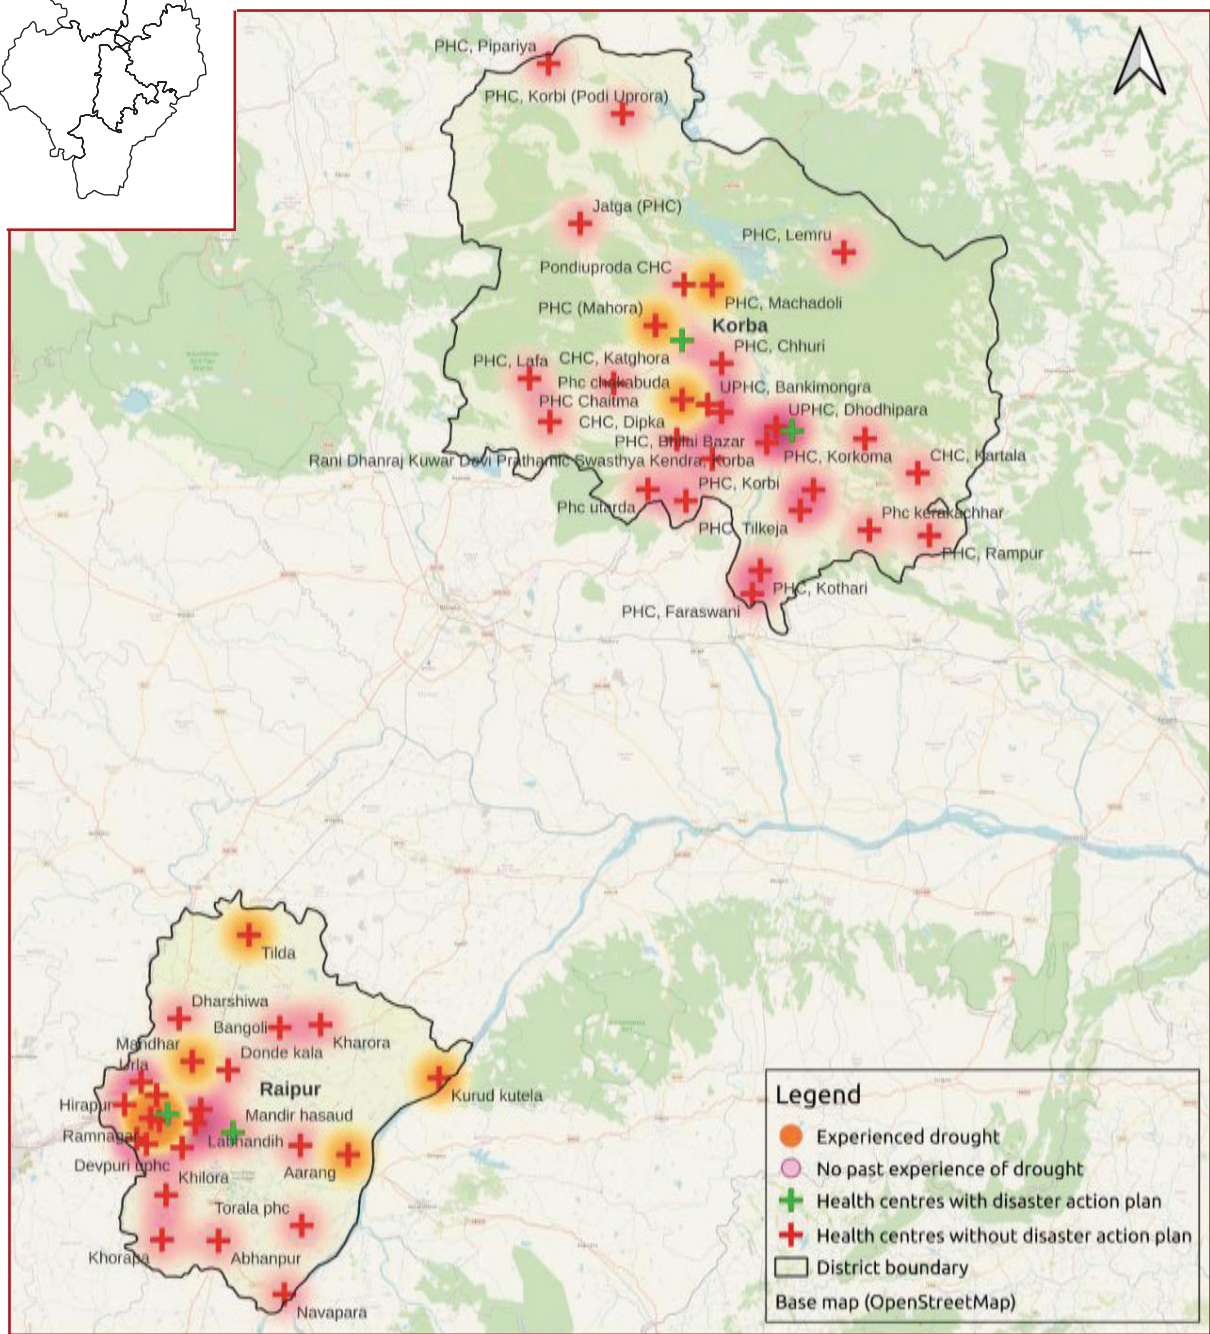 PHC, Pipariya
PHC, Korbi (Podi Uprora)
Jatga (PHC)
PHC, Lemru
Pondiuproda CHC
PHC, Machadoli
PHC (Mahora)
Korba
PHC, Chhuri
PHC, Lafa
CHC, Katghora
Phc chokabuda
UPHC, Bankimongra
PHC Chaitma
UPHC, Dhodhipara
CHC, Dipka
PHC, Bhilai Bazar
PHC, Korkoma
CHC, Kartala
Rani Dhanraj Kuwar Devi Prathamic Swasthya Kendra, Korba
PHC, Korbi
Phc utarda
Phc kerakachhar
PHC, Tilkeja
PHC, Rampur
PHC, Kothari
PHC, Faraswani
Tilda
Dharshiwa
Bangoli
Kharora
Mandhar
Donde kala
Urla
Raipur
Kurud kutela
Hirapur
Mandir hasaud
Ramnagar
Labhandih
Devpuri uphc
Aarang
Khilora
Torala phc
Khorapa
Abhanpur
Navapara
Legend
Experienced drought
No past experience of drought
Health centres with disaster action plan
Health centres without disaster action plan
District boundary
Base map (OpenStreetMap)